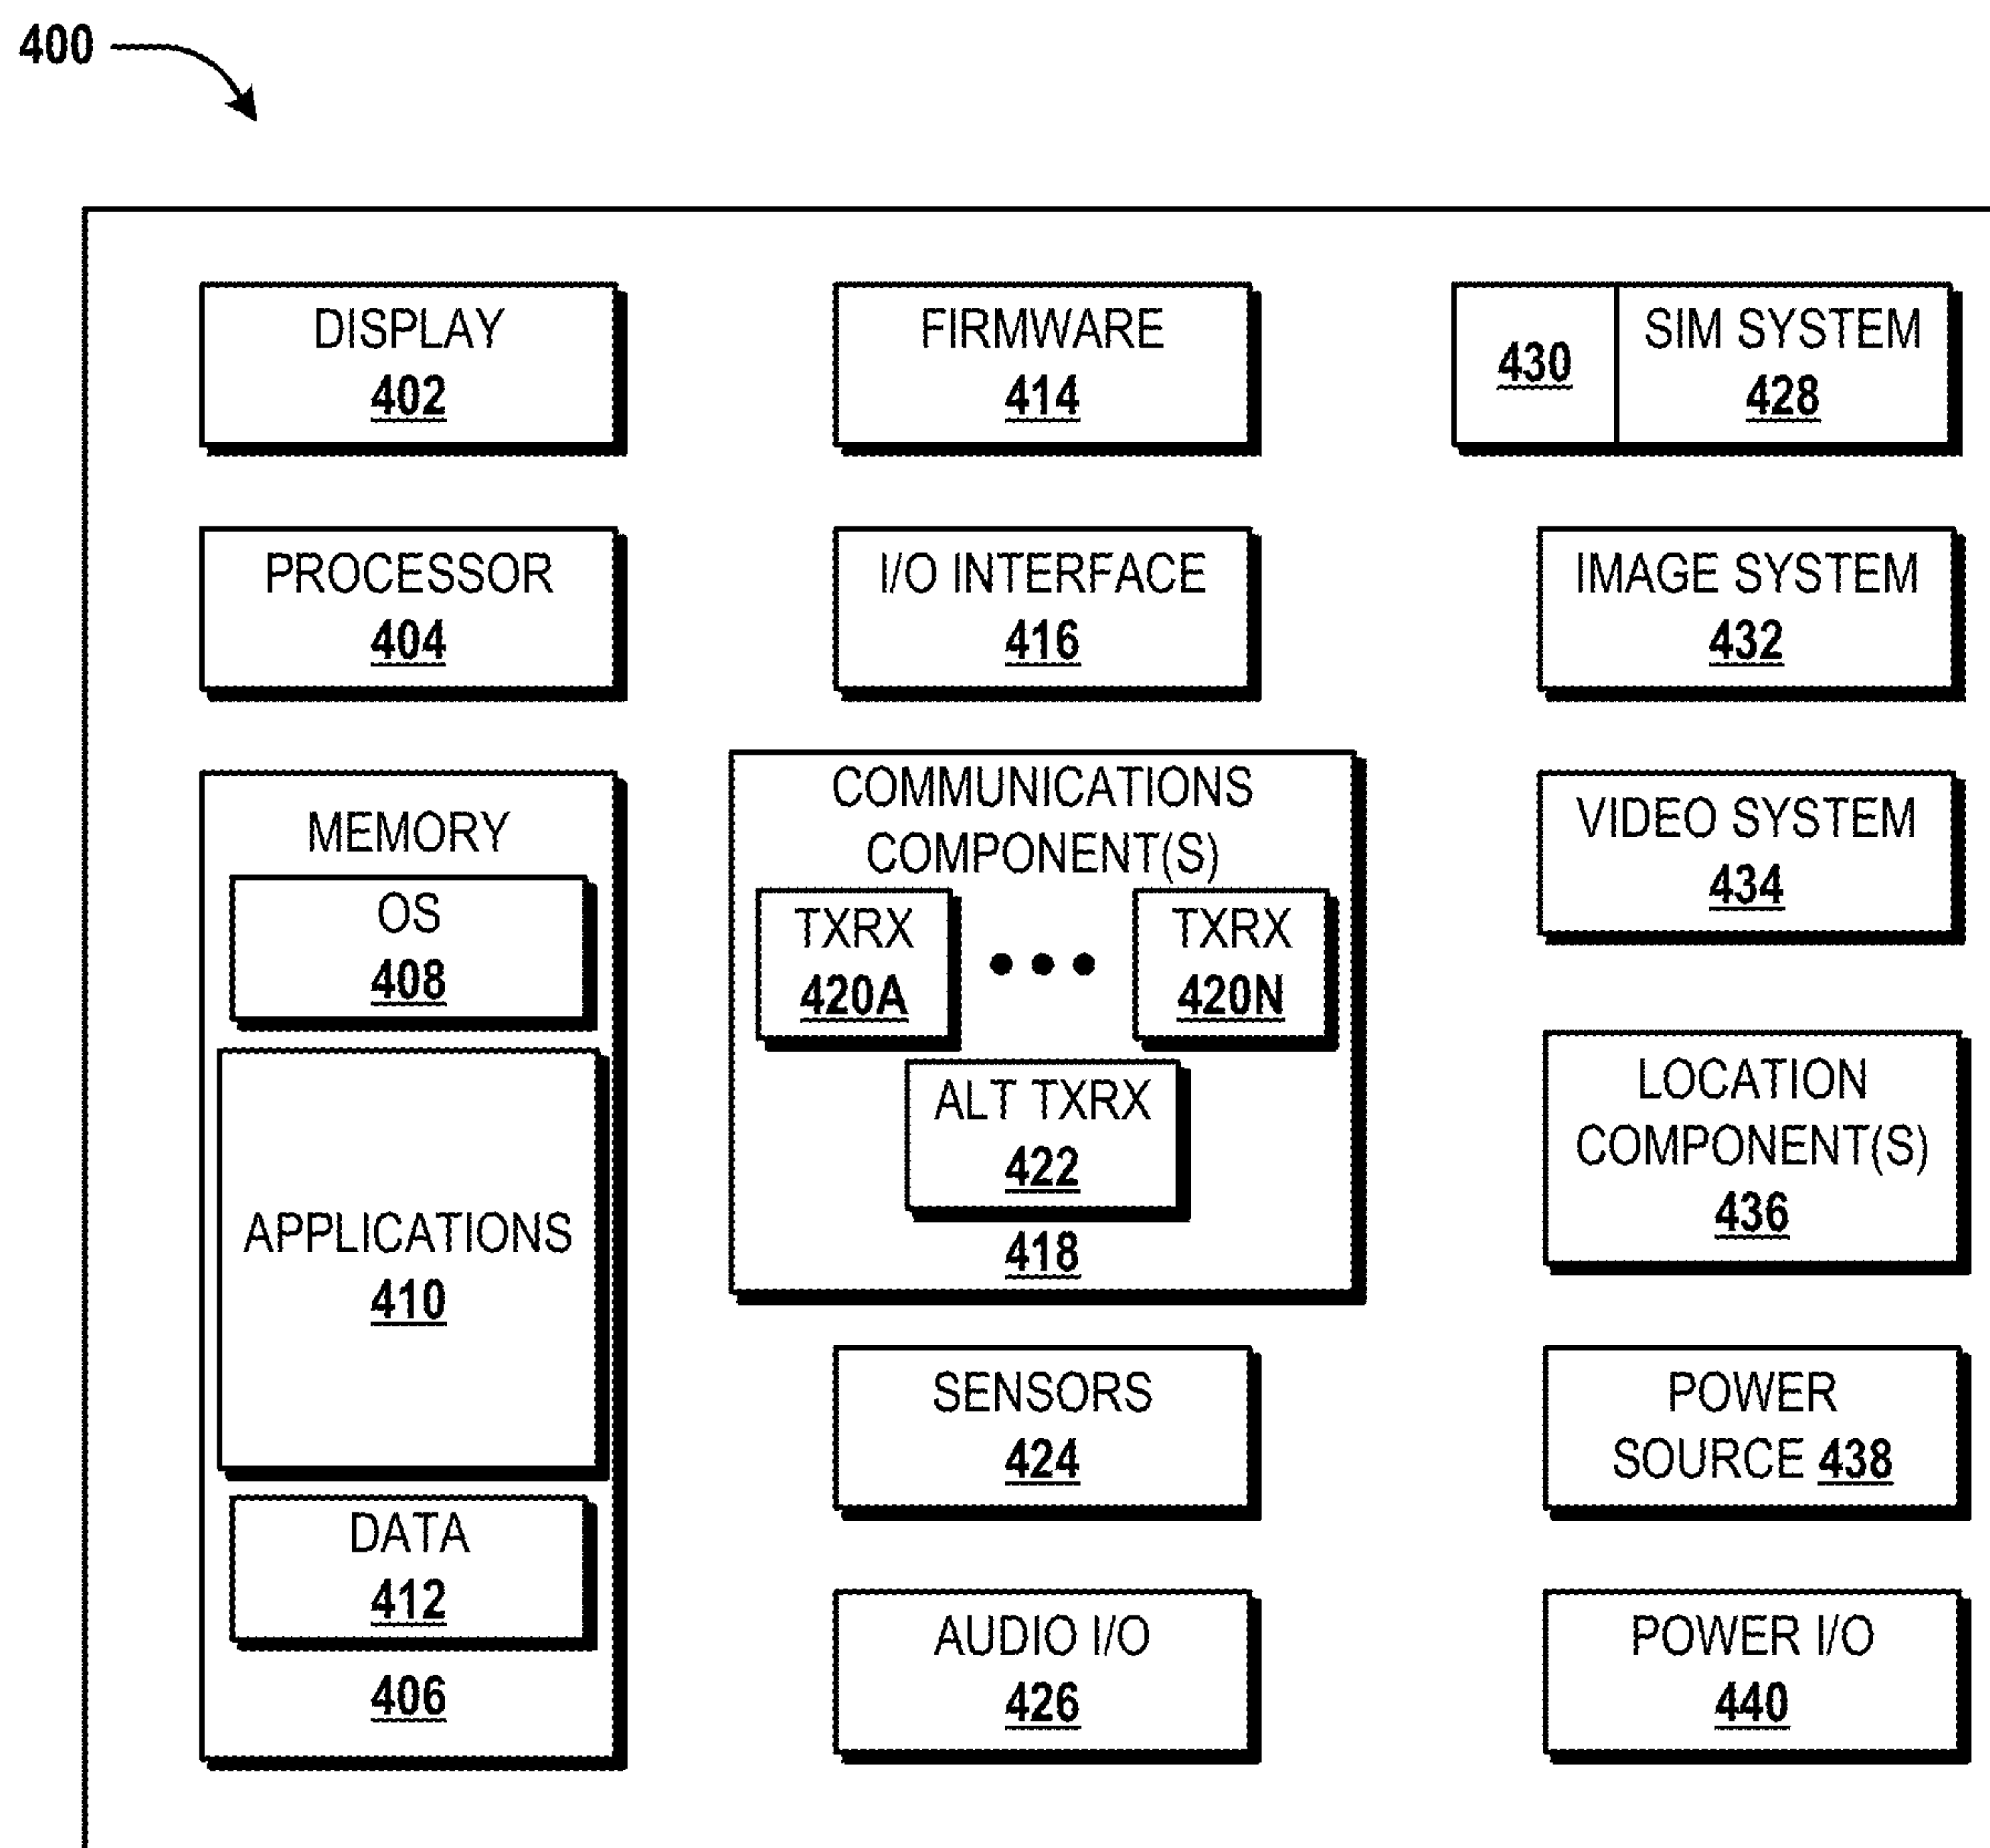 400
DISPLAY
402
PROCESSOR
404
MEMORY
OS
408
APPLICATIONS
410
DATA
412
406
FIRMWARE
414
I/O INTERFACE
416
COMMUNICATIONS
COMPONENT(S)
TXRX
420A
TXRX
420N
ALT TXRX
422
418
SENSORS
424
AUDIO I/O
426
430
SIM SYSTEM
428
IMAGE SYSTEM
432
VIDEO SYSTEM
434
LOCATION
COMPONENT(S)
436
POWER
SOURCE 438
POWER I/O
440